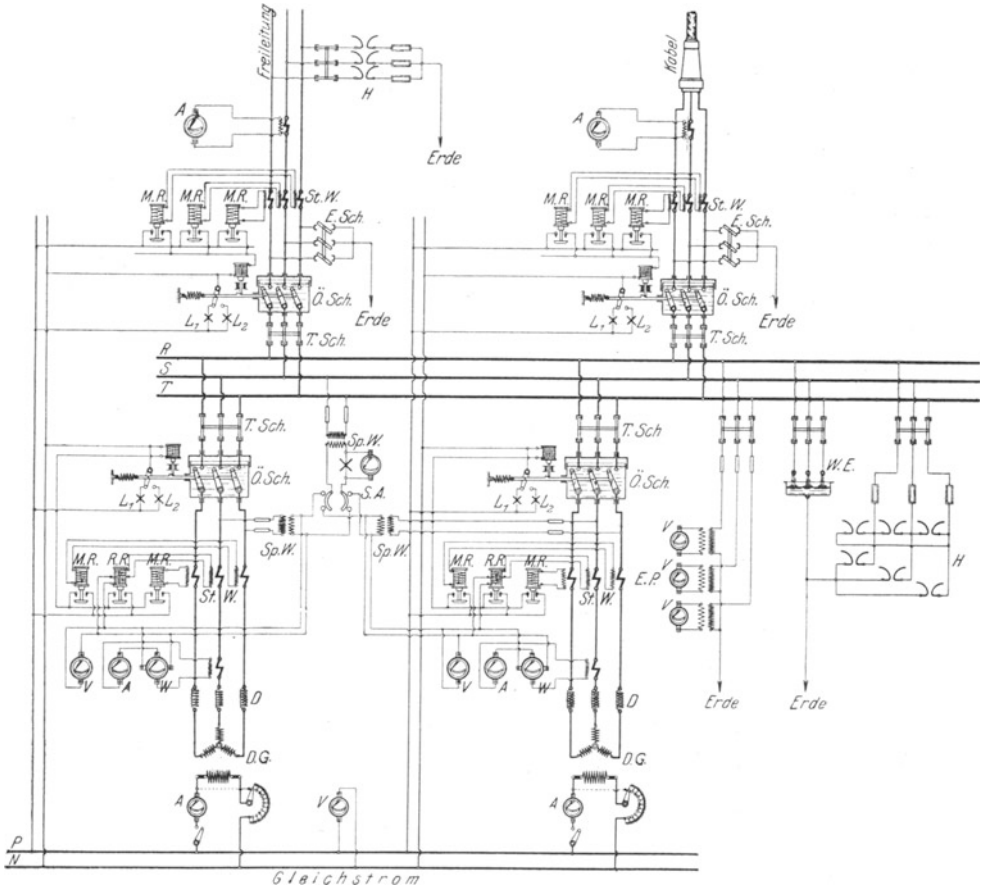 Freileitung
Kabel
A
H
A
Erde
Erde
M.R. M.R. M.R. St.W.
M.R. M.R. M.R. St.W.
E.Sch.
E.Sch.
Ö.Sch.
Ö.Sch.
L₁ L₂
Erde
L₁ L₂
Erde
T.Sch.
T.Sch.
R
S
T
T.Sch.
T.Sch
Sp.W.
Ö.Sch.
Ö.Sch
W.E.
L₁ L₂
S.A.
L₁ L₂
Sp.W.
Sp.W.
V
M.R. R.R. M.R.
M.R. R.R. M.R.
E.P.
V
H
St. W.
St. W.
V
V A W
V A W
D
D
Erde
Erde
D.G.
D.G.
A
V
A
P
N
Gleichstrom